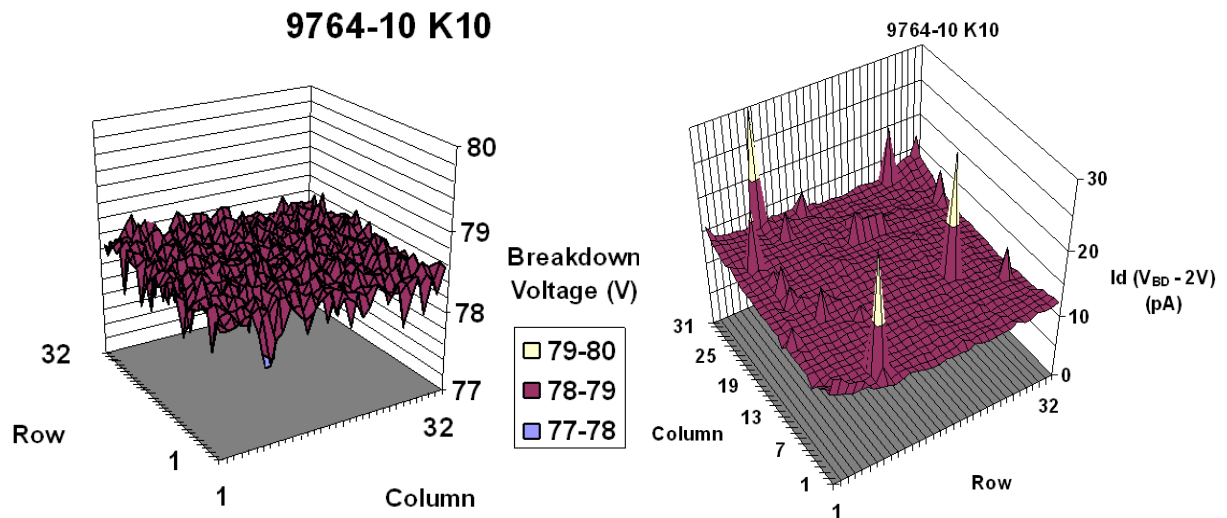 9764-10 K10
80
79
78
77
32
1
Row
1
32
Column
Breakdown
Voltage (V)
79-80
78-79
77-78
9764-10 K10
30
20
10
0
Id (VBD - 2V)
(pA)
31
25
19
13
7
1
Column
1
32
Row